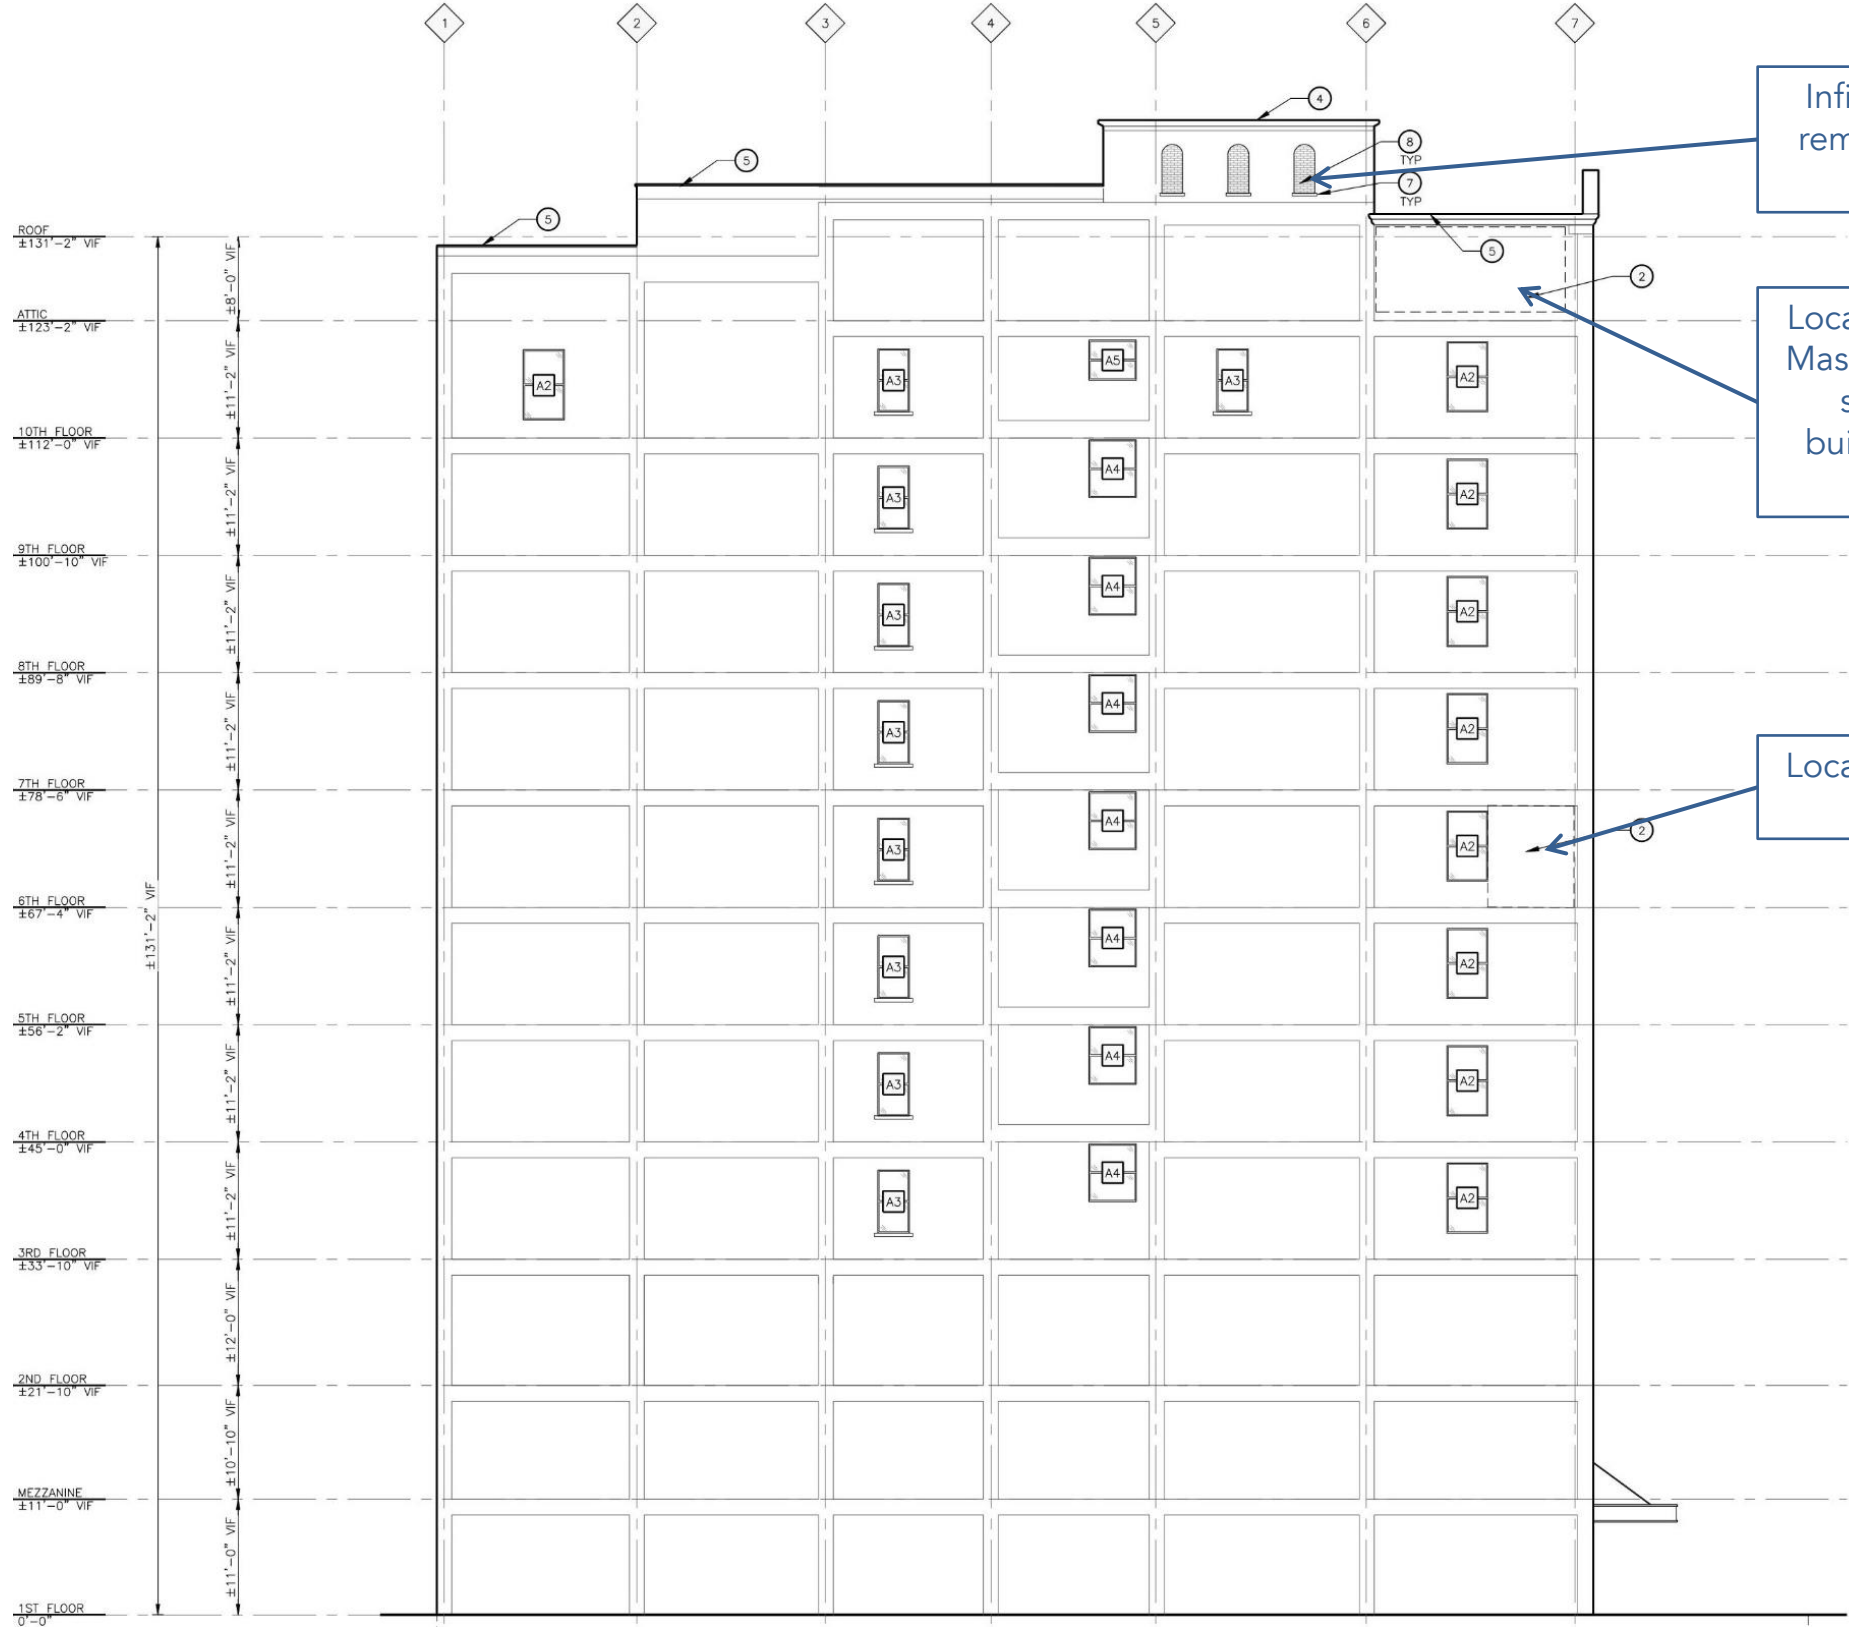 1 2 3 4 5 6 7
4
5
8
TYP
7
TYP
5
5
2
ROOF
±131'-2" VIF
±8'-0" VIF
ATTIC
±123'-2" VIF
±11'-2" VIF
A2 A3 A5 A3 A2
10TH FLOOR
±112'-0" VIF
±11'-2" VIF
A3 A4 A2
9TH FLOOR
±100'-10" VIF
±11'-2" VIF
A3 A4 A2
8TH FLOOR
±89'-8" VIF
±11'-2" VIF
A3 A4 A2
7TH FLOOR
±78'-6" VIF
±11'-2" VIF
A3 A4 A2
2
6TH FLOOR
±67'-4" VIF
±131'-2" VIF
±11'-2" VIF
A3 A4 A2
5TH FLOOR
±56'-2" VIF
±11'-2" VIF
A3 A4 A2
4TH FLOOR
±45'-0" VIF
±11'-2" VIF
A3 A4 A2
3RD FLOOR
±33'-10" VIF
±12'-0" VIF
2ND FLOOR
±21'-10" VIF
±10'-10" VIF
MEZZANINE
±11'-0" VIF
±11'-0" VIF
1ST FLOOR
0'-0"